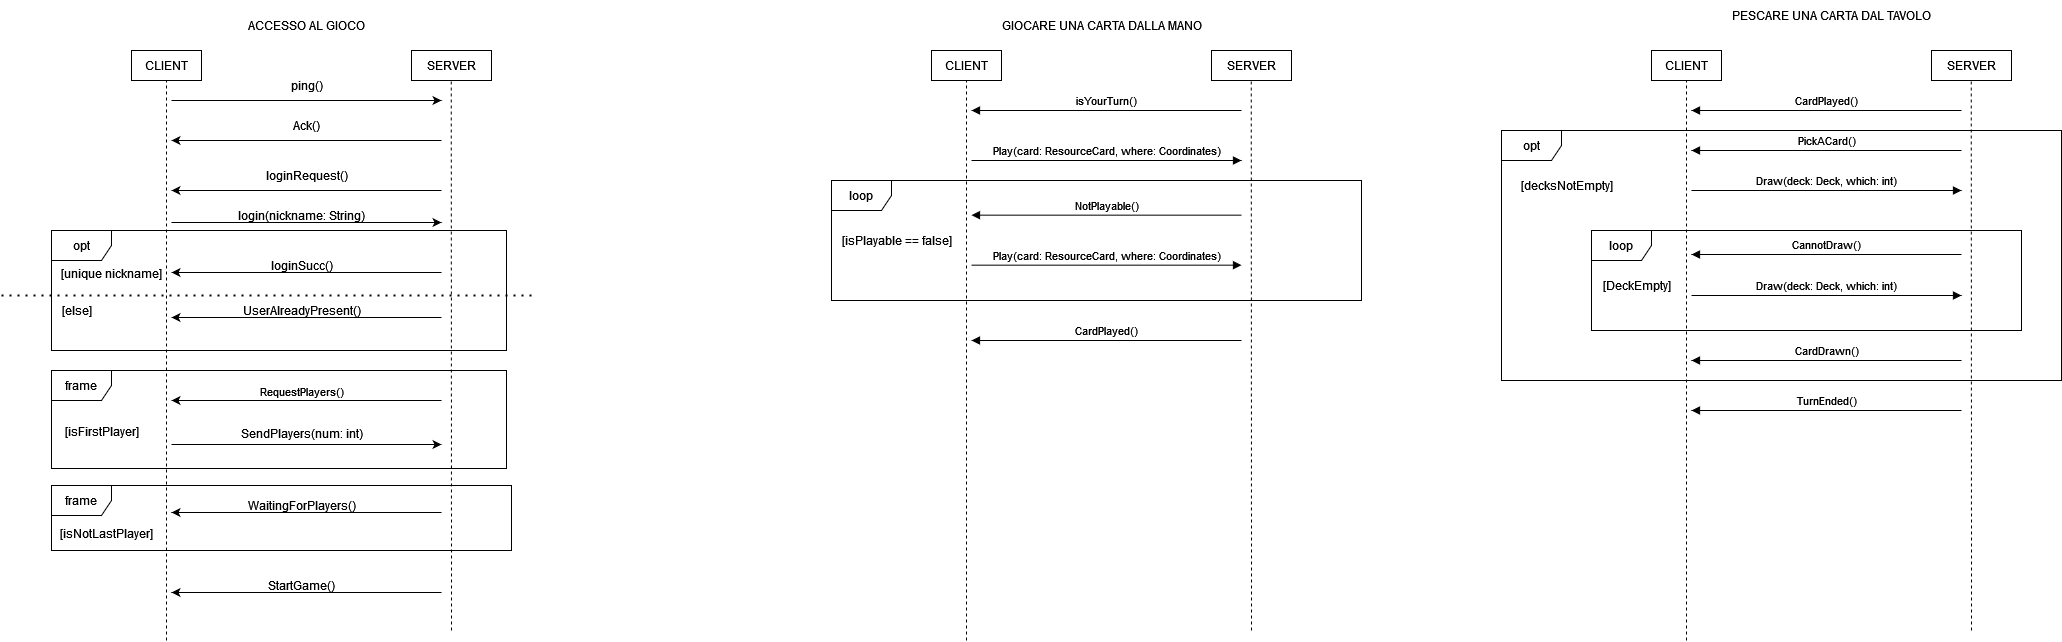 ACCESSO AL GIOCO
CLIENT
SERVER
ping()
Ack()
loginRequest()
login(nickname: String)
opt
[unique nickname]
loginSucc()
[else]
UserAlreadyPresent()
frame
RequestPlayers()
[isFirstPlayer]
SendPlayers(num: int)
frame
WaitingForPlayers()
[isNotLastPlayer]
StartGame()
GIOCARE UNA CARTA DALLA MANO
CLIENT
SERVER
isYourTurn()
Play(card: ResourceCard, where: Coordinates)
loop
NotPlayable()
[isPlayable == false]
Play(card: ResourceCard, where: Coordinates)
CardPlayed()
PESCARE UNA CARTA DAL TAVOLO
CLIENT
SERVER
CardPlayed()
opt
PickACard()
[decksNotEmpty]
Draw(deck: Deck, which: int)
loop
CannotDraw()
[DeckEmpty]
Draw(deck: Deck, which: int)
CardDrawn()
TurnEnded()